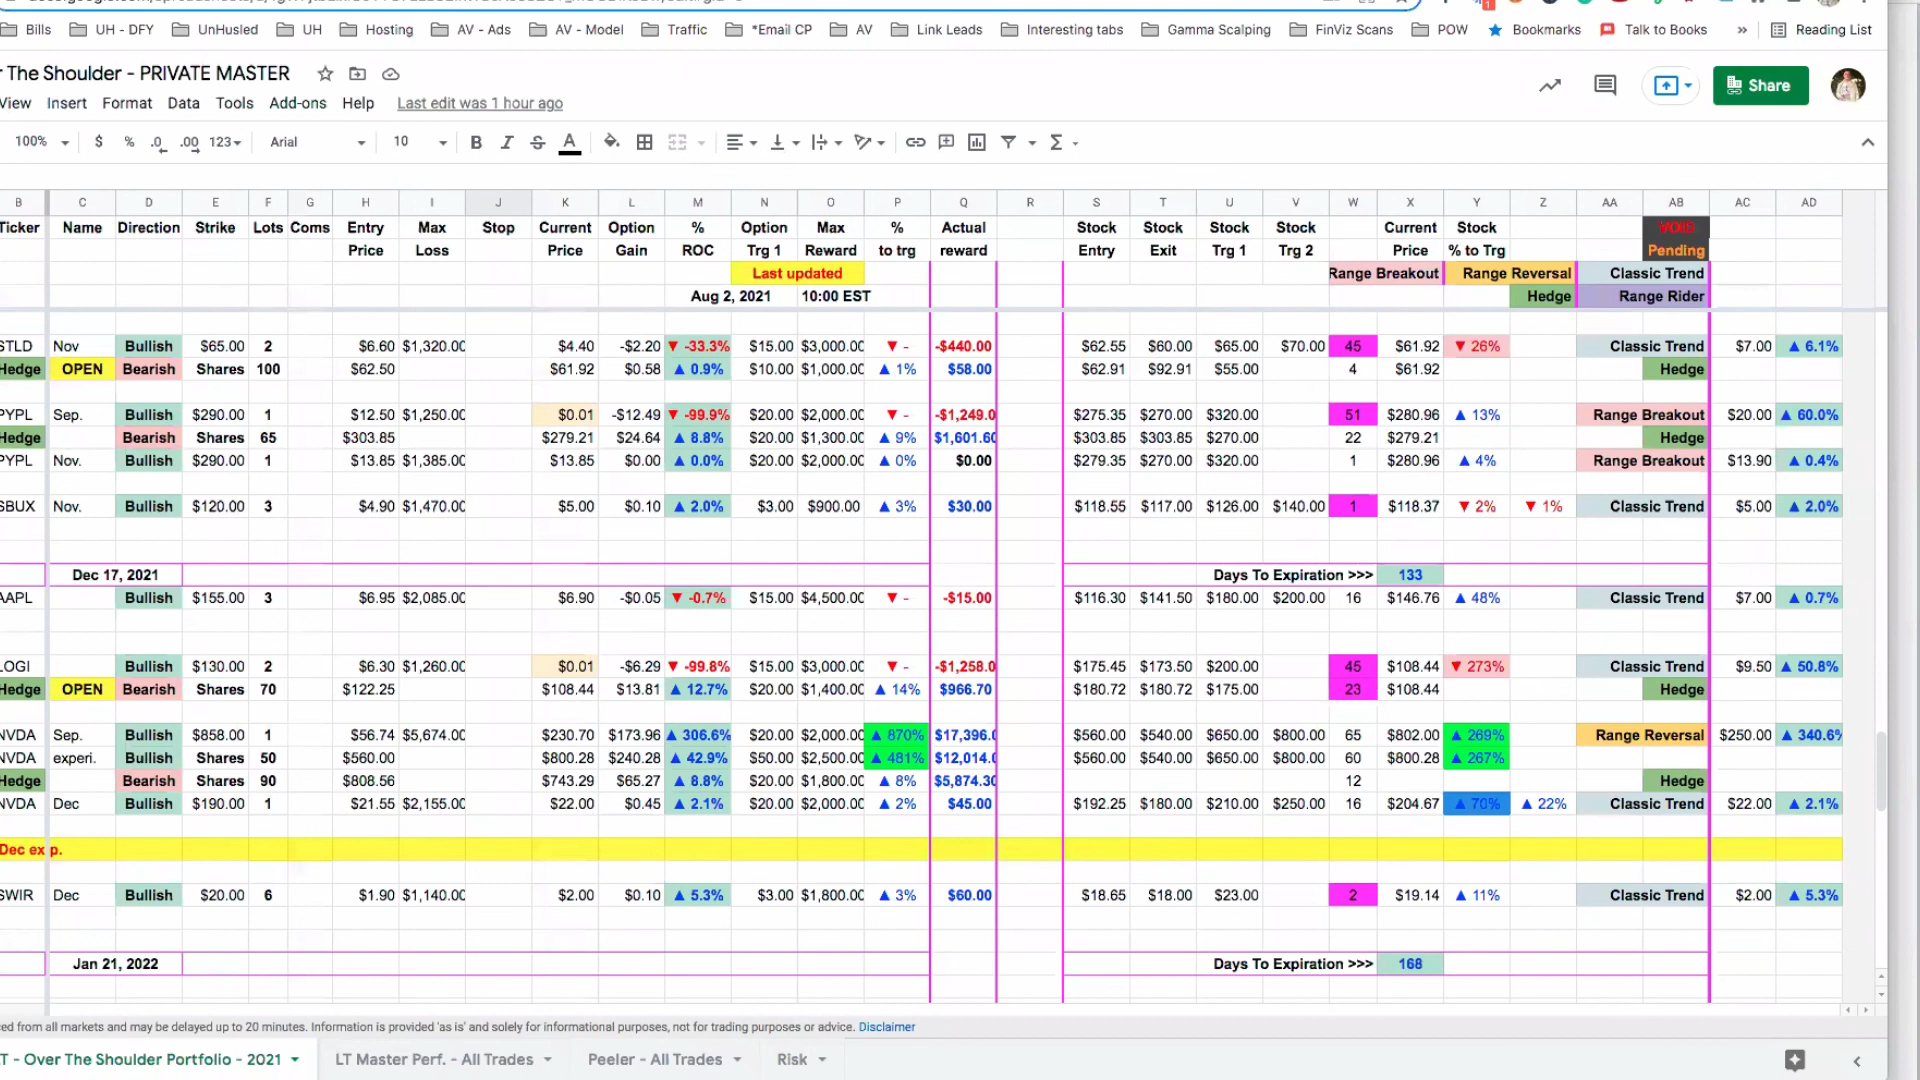 Bills UH - DFY UnHusled UH Hosting AV - Ads AV - Model Traffic *Email CP AV Link Leads Interesting tabs Gamma Scalping FinViz Scans POW Bookmarks Talk to Books » Reading List
r The Shoulder - PRIVATE MASTER
Share
View Insert Format Data Tools Add-ons Help Last edit was 1 hour ago
100% $ % .0 .00 123 Arial 10 B I S A
B C D E F G H I J K L M N O P Q R S T U V W X Y Z AA AB AC AD
Ticker Name Direction Strike Lots Coms Entry Max Stop Current Option % Option Max % Actual Stock Stock Stock Stock Current Stock VOID
Price Loss Price Gain ROC Trg 1 Reward to trg reward Entry Exit Trg 1 Trg 2 Price % to Trg Pending
Last updated Range Breakout Range Reversal Classic Trend
Aug 2, 2021 10:00 EST Hedge Range Rider
STLD Nov Bullish $65.00 2 $6.60 $1,320.00 $4.40 -$2.20 ▼ -33.3% $15.00 $3,000.00 ▼ - -$440.00 $62.55 $60.00 $65.00 $70.00 45 $61.92 ▼ 26% Classic Trend $7.00 ▲ 6.1%
Hedge OPEN Bearish Shares 100 $62.50 $61.92 $0.58 ▲ 0.9% $10.00 $1,000.00 ▲ 1% $58.00 $62.91 $92.91 $55.00 4 $61.92 Hedge
PYPL Sep. Bullish $290.00 1 $12.50 $1,250.00 $0.01 -$12.49 ▼ -99.9% $20.00 $2,000.00 ▼ - -$1,249.0 $275.35 $270.00 $320.00 51 $280.96 ▲ 13% Range Breakout $20.00 ▲ 60.0%
Hedge Bearish Shares 65 $303.85 $279.21 $24.64 ▲ 8.8% $20.00 $1,300.00 ▲ 9% $1,601.60 $303.85 $303.85 $270.00 22 $279.21 Hedge
PYPL Nov. Bullish $290.00 1 $13.85 $1,385.00 $13.85 $0.00 ▲ 0.0% $20.00 $2,000.00 ▲ 0% $0.00 $279.35 $270.00 $320.00 1 $280.96 ▲ 4% Range Breakout $13.90 ▲ 0.4%
SBUX Nov. Bullish $120.00 3 $4.90 $1,470.00 $5.00 $0.10 ▲ 2.0% $3.00 $900.00 ▲ 3% $30.00 $118.55 $117.00 $126.00 $140.00 1 $118.37 ▼ 2% ▼ 1% Classic Trend $5.00 ▲ 2.0%
Dec 17, 2021 Days To Expiration >>> 133
AAPL Bullish $155.00 3 $6.95 $2,085.00 $6.90 -$0.05 ▼ -0.7% $15.00 $4,500.00 ▼ - -$15.00 $116.30 $141.50 $180.00 $200.00 16 $146.76 ▲ 48% Classic Trend $7.00 ▲ 0.7%
LOGI Bullish $130.00 2 $6.30 $1,260.00 $0.01 -$6.29 ▼ -99.8% $15.00 $3,000.00 ▼ - -$1,258.0 $175.45 $173.50 $200.00 45 $108.44 ▼ 273% Classic Trend $9.50 ▲ 50.8%
Hedge OPEN Bearish Shares 70 $122.25 $108.44 $13.81 ▲ 12.7% $20.00 $1,400.00 ▲ 14% $966.70 $180.72 $180.72 $175.00 23 $108.44 Hedge
NVDA Sep. Bullish $858.00 1 $56.74 $5,674.00 $230.70 $173.96 ▲ 306.6% $20.00 $2,000.00 ▲ 870% $17,396.0 $560.00 $540.00 $650.00 $800.00 65 $802.00 ▲ 269% Range Reversal $250.00 ▲ 340.6%
NVDA experi. Bullish Shares 50 $560.00 $800.28 $240.28 ▲ 42.9% $50.00 $2,500.00 ▲ 481% $12,014.0 $560.00 $540.00 $650.00 $800.00 60 $800.28 ▲ 267%
Hedge Bearish Shares 90 $808.56 $743.29 $65.27 ▲ 8.8% $20.00 $1,800.00 ▲ 8% $5,874.30 12 Hedge
NVDA Dec Bullish $190.00 1 $21.55 $2,155.00 $22.00 $0.45 ▲ 2.1% $20.00 $2,000.00 ▲ 2% $45.00 $192.25 $180.00 $210.00 $250.00 16 $204.67 ▲ 70% ▲ 22% Classic Trend $22.00 ▲ 2.1%
Dec exp.
SWIR Dec Bullish $20.00 6 $1.90 $1,140.00 $2.00 $0.10 ▲ 5.3% $3.00 $1,800.00 ▲ 3% $60.00 $18.65 $18.00 $23.00 2 $19.14 ▲ 11% Classic Trend $2.00 ▲ 5.3%
Jan 21, 2022 Days To Expiration >>> 168
ced from all markets and may be delayed up to 20 minutes. Information is provided 'as is' and solely for informational purposes, not for trading purposes or advice. Disclaimer
T - Over The Shoulder Portfolio - 2021 LT Master Perf. - All Trades Peeler - All Trades Risk